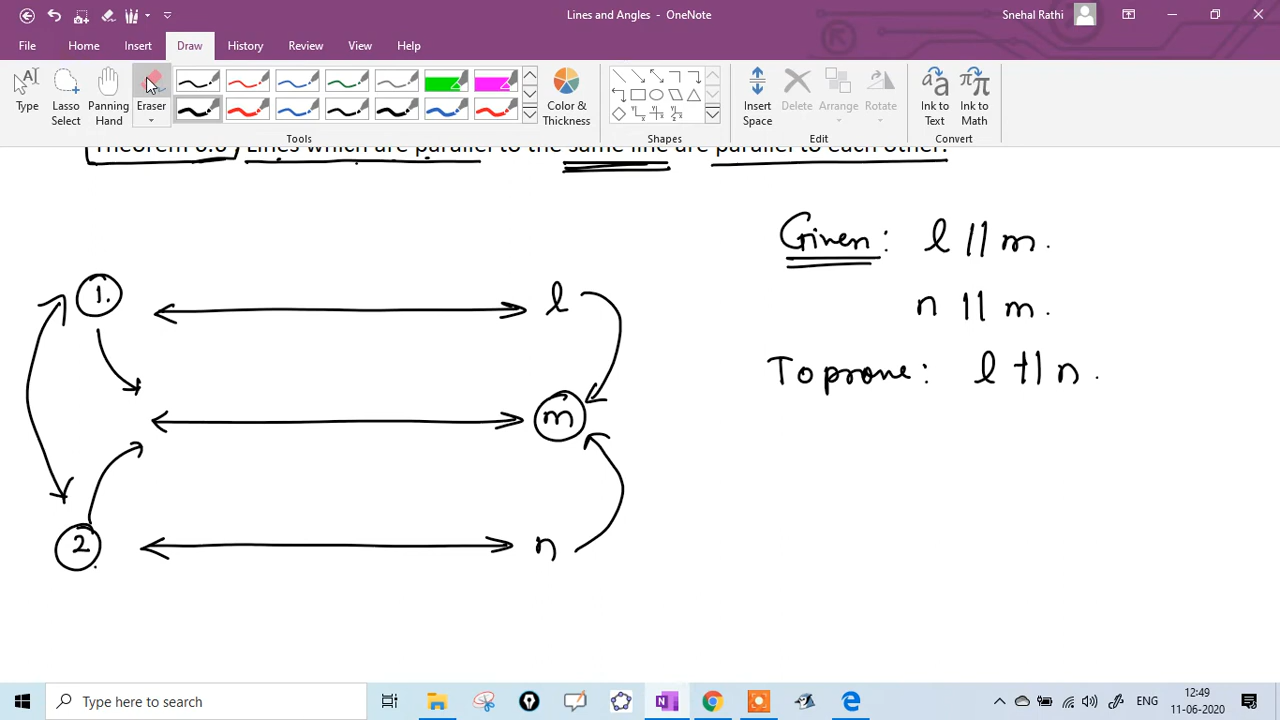 Lines and Angles - OneNote
Snehal Rathi
File Home Insert Draw History Review View Help
Type
Lasso Select
Panning Hand
Eraser
Color & Thickness
Insert Space
Delete
Arrange
Rotate
Ink to Text
Ink to Math
Tools
Shapes
Edit
Convert
Lines which are parallel to the same line are parallel to each other.
Given: l || m.
n || m.
To prove: l || n.
1.
l
m
2
n
Type here to search
ENG
12:49
11-06-2020